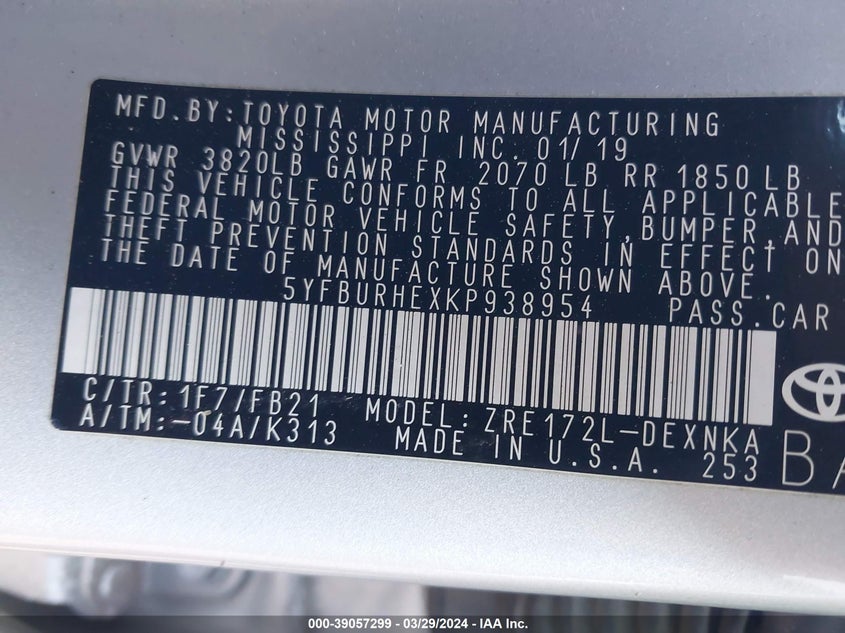 MFD.BY:TOYOTA MOTOR MANUFACTURING
MISSISSIPPI INC. 01/19
GVWR 3820LB GAWR FR 2070 LB RR 1850LB
THIS VEHICLE CONFORMS TO ALL APPLICABLE
FEDERAL MOTOR VEHICLE SAFETY,BUMPER,AND
THEFT PREVENTION STANDARDS IN EFFECT ON
THE DATE OF MANUFACTURE SHOWN ABOVE.
5YFBURHEXKP938954 PASS.CAR
C/TR: 1F7/FB21 MODEL: ZRE172L-DEXNKA
A/TM:-04A/K313 MADE IN U.S.A. 253
000-39057299 - 03/29/2024 - IAA Inc.